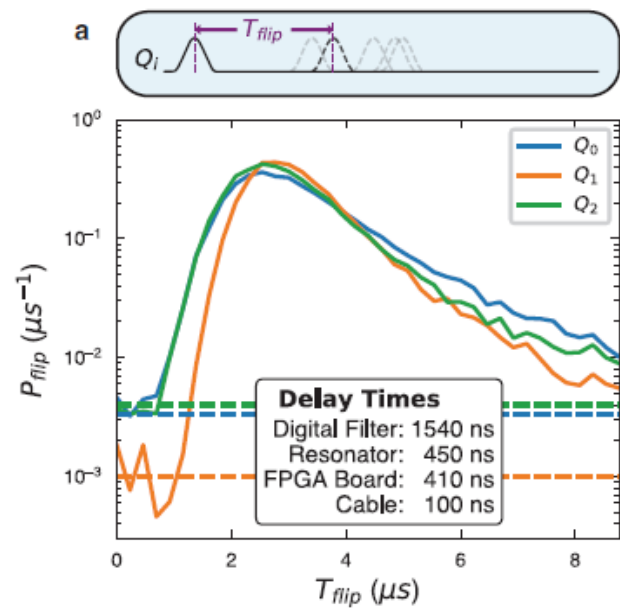 a
T_flip
Q_i
10^0
10^−1
10^−2
10^−3
P_flip (μs^−1)
Q_0
Q_1
Q_2
Delay Times
Digital Filter: 1540 ns
Resonator: 450 ns
FPGA Board: 410 ns
Cable: 100 ns
0 2 4 6 8
T_flip (μs)